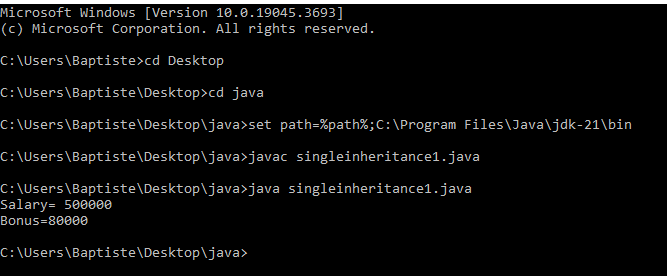 Microsoft Windows [Version 10.0.19045.3693]
(c) Microsoft Corporation. All rights reserved.
C:\Users\Baptiste>cd Desktop
C:\Users\Baptiste\Desktop>cd java
C:\Users\Baptiste\Desktop\java>set path=%path%;C:\Program Files\Java\jdk-21\bin
C:\Users\Baptiste\Desktop\java>javac singleinheritance1.java
C:\Users\Baptiste\Desktop\java>java singleinheritance1.java
Salary= 500000
Bonus=80000
C:\Users\Baptiste\Desktop\java>